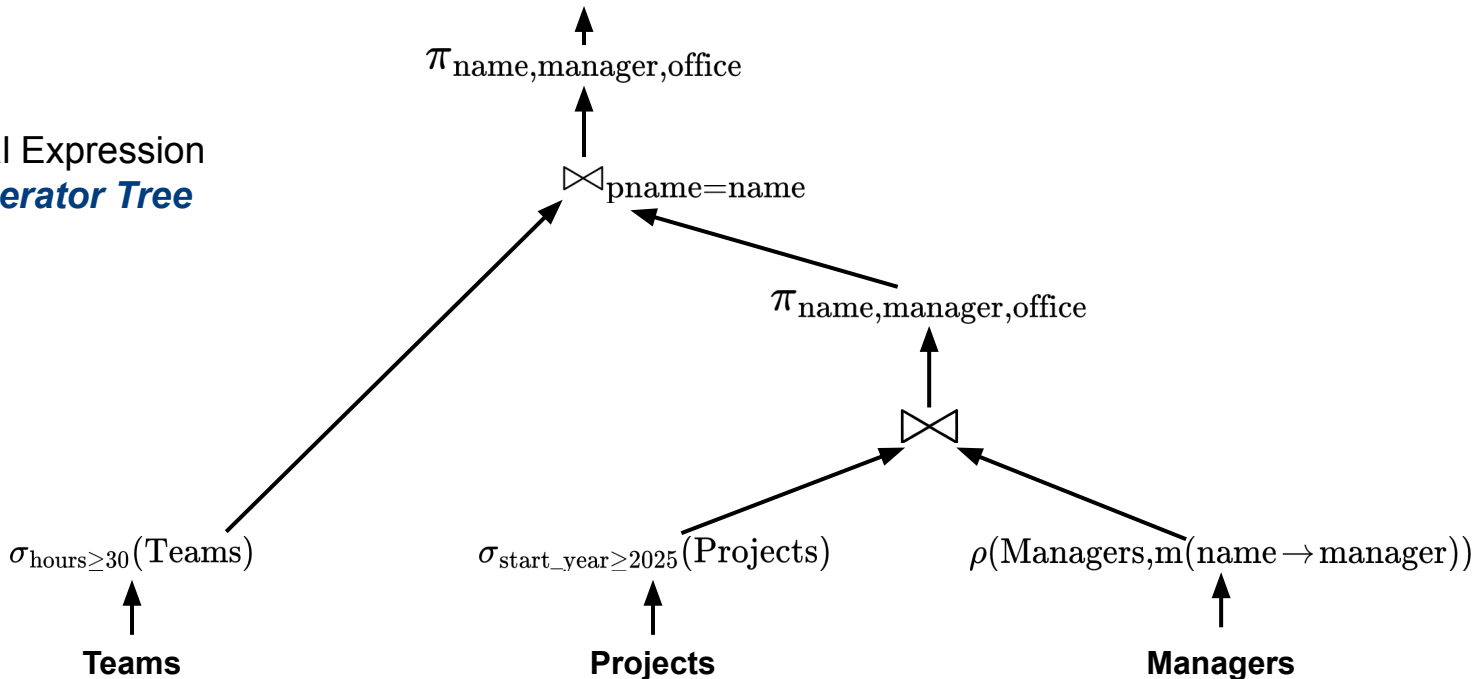 π name,manager,office
l Expression
⋈ pname=name
erator Tree
π name,manager,office
⋈
σ hours≥30(Teams)
σ start_year≥2025(Projects)
ρ(Managers,m(name→manager))
Teams
Projects
Managers